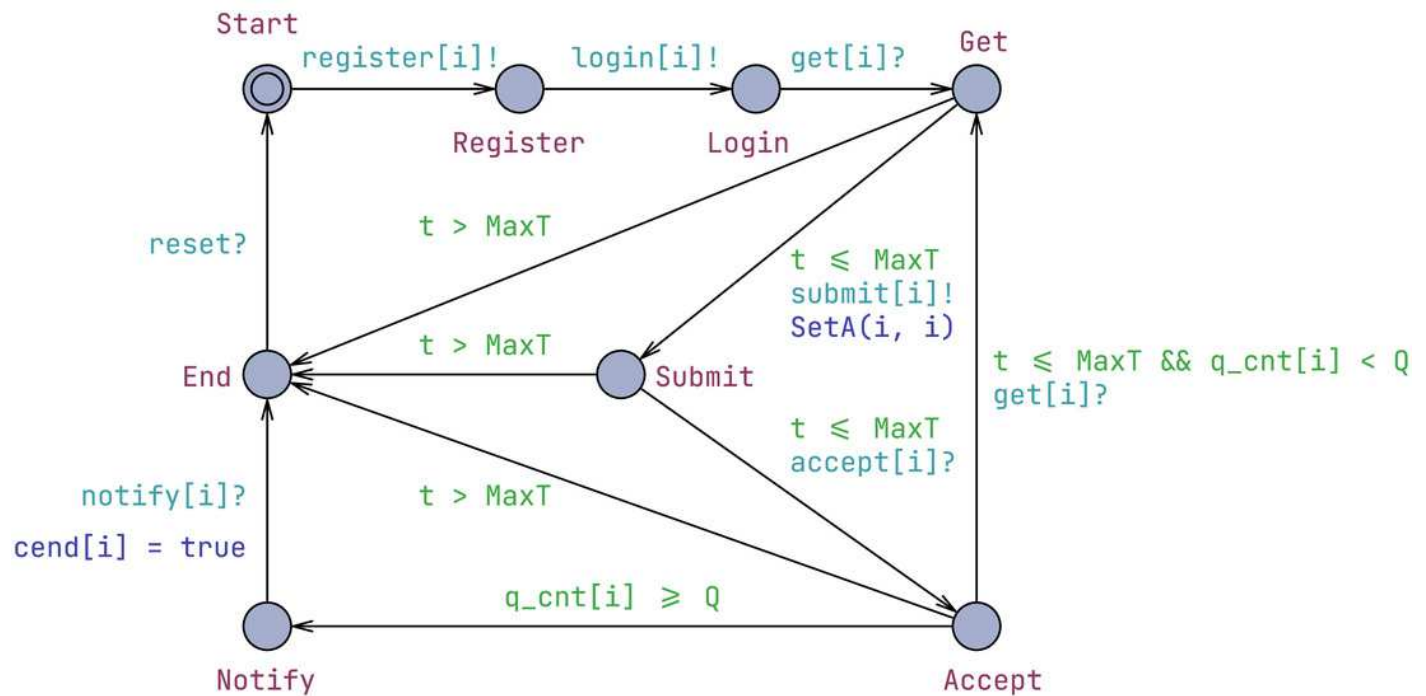 Start
Get
register[i]!
login[i]!
get[i]?
Register
Login
t > MaxT
reset?
t ⩽ MaxT
submit[i]!
SetA(i, i)
t > MaxT
End
Submit
t ⩽ MaxT && q_cnt[i] < Q
get[i]?
t ⩽ MaxT
accept[i]?
notify[i]?
t > MaxT
cend[i] = true
q_cnt[i] ⩾ Q
Notify
Accept